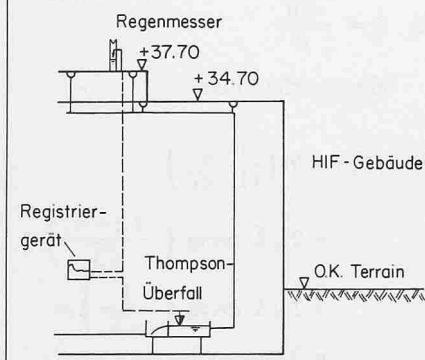 Regenmesser
+37.70
+34.70
HIF-Gebäude
Registrier-
gerät
Thompson-
Überfall
O.K. Terrain